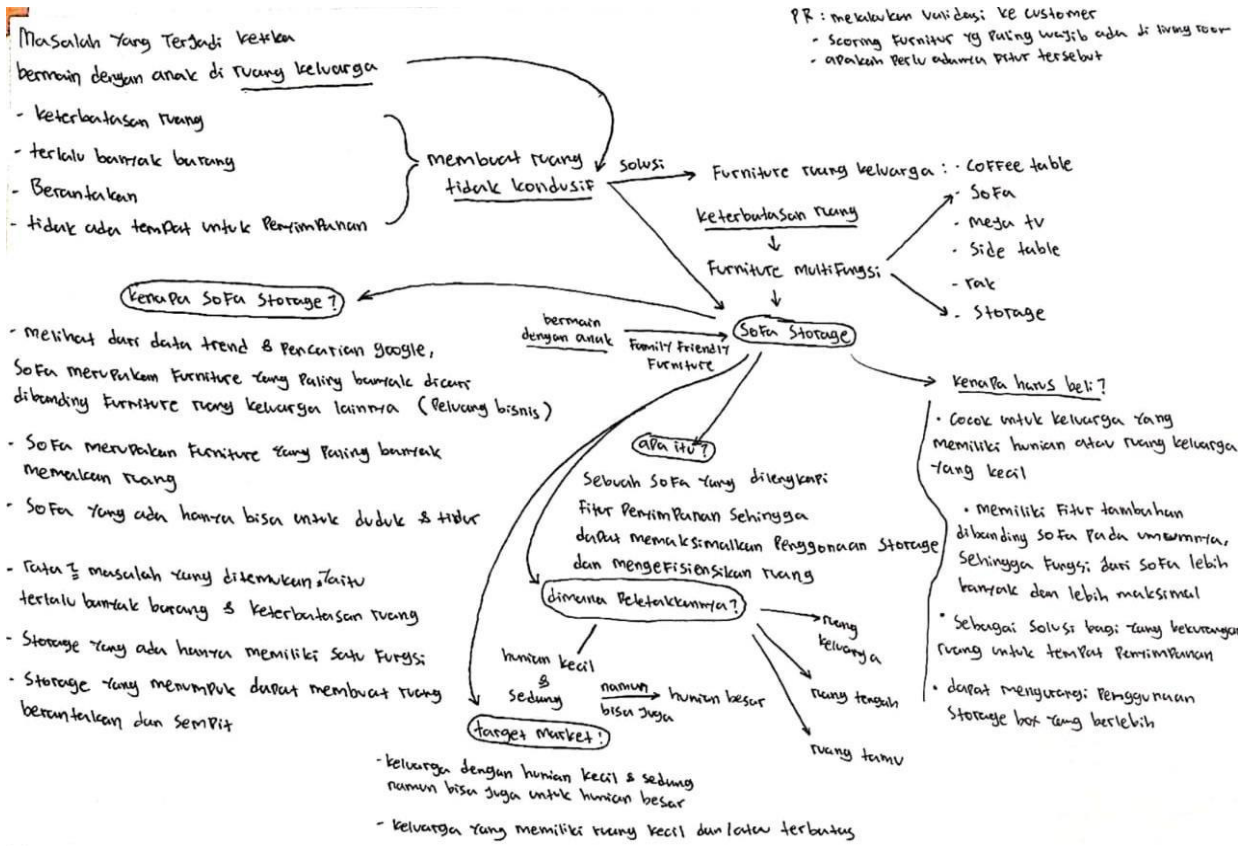 PR : melakukan validasi ke customer
- Scoring Furnitur yg Paling wajib ada di living room
- apakah Perlu adanya Fitur tersebut
Masalah Yang Terjadi ketika
bermain dengan anak di ruang keluarga
- keterbatasan ruang
- terlalu banyak barang
- Berantakan
- tidak ada temPat untuk PenyimPanan
membuat ruang
tidak kondusif
solusi
Furniture ruang keluarga : - Coffee table
- SoFa
- meja tv
- Side table
- rak
- Storage
keterbatasan ruang
Furniture multiFungsi
SoFa Storage
bermain
dengan anak
Family Friendly
Furniture
kenaPa SoFa Storage ?
- melihat dari data trend & Pencarian google,
SoFa meruPakan Furniture Yang Paling banyak dicari
dibanding Furniture ruang keluarga lainnya (Peluang bisnis)
- SoFa meruPakan Furniture Yang Paling banyak
memakan ruang
- SoFa Yang ada hanya bisa untuk duduk & tidur
- rata2 masalah Yang ditemukan, Yaitu
terlalu banyak barang & keterbatasan ruang
- Storage Yang ada hanya memiliki Satu Fungsi
- Storage Yang menumPuk daPat membuat ruang
berantakan dan SemPit
aPa itu ?
Sebuah SoFa Yang dilengkaPi
Fitur PenyimPanan Sehingga
daPat memaksimalkan Penggunaan Storage
dan mengeFisiensikan ruang
dimana Peletakkannya ?
ruang
keluarga
ruang tengah
ruang tamu
hunian kecil
&
Sedang
namun
bisa juga
hunian besar
target market :
- keluarga dengan hunian kecil & sedang
namun bisa juga untuk hunian besar
- keluarga Yang memiliki ruang kecil dan/atau terbatas
kenaPa harus beli ?
• Cocok untuk keluarga Yang
memiliki hunian atau ruang keluarga
Yang kecil
• memiliki Fitur tambahan
dibanding SoFa Pada umumnya,
Sehingga Fungsi dari SoFa lebih
banyak dan lebih maksimal
• Sebagai Solusi bagi Yang kekurangan
ruang untuk temPat PenyimPanan
• daPat mengurangi Penggunaan
Storage box Yang berlebih